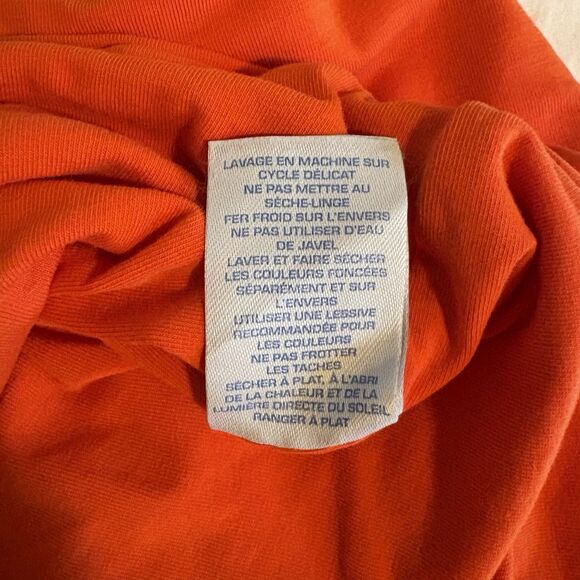 LAVAGE EN MACHINE SUR
CYCLE DÉLICAT
NE PAS METTRE AU
SÈCHE-LINGE
FER FROID SUR L'ENVERS
NE PAS UTILISER D'EAU
DE JAVEL
LAVER ET FAIRE SÉCHER
LES COULEURS FONCÉES
SÉPARÉMENT ET SUR
L'ENVERS
UTILISER UNE LESSIVE
RECOMMANDÉE POUR
LES COULEURS
NE PAS FROTTER
LES TACHES
SÉCHER À PLAT, À L'ABRI
DE LA CHALEUR ET DE LA
LUMIÈRE DIRECTE DU SOLEIL
RANGER À PLAT